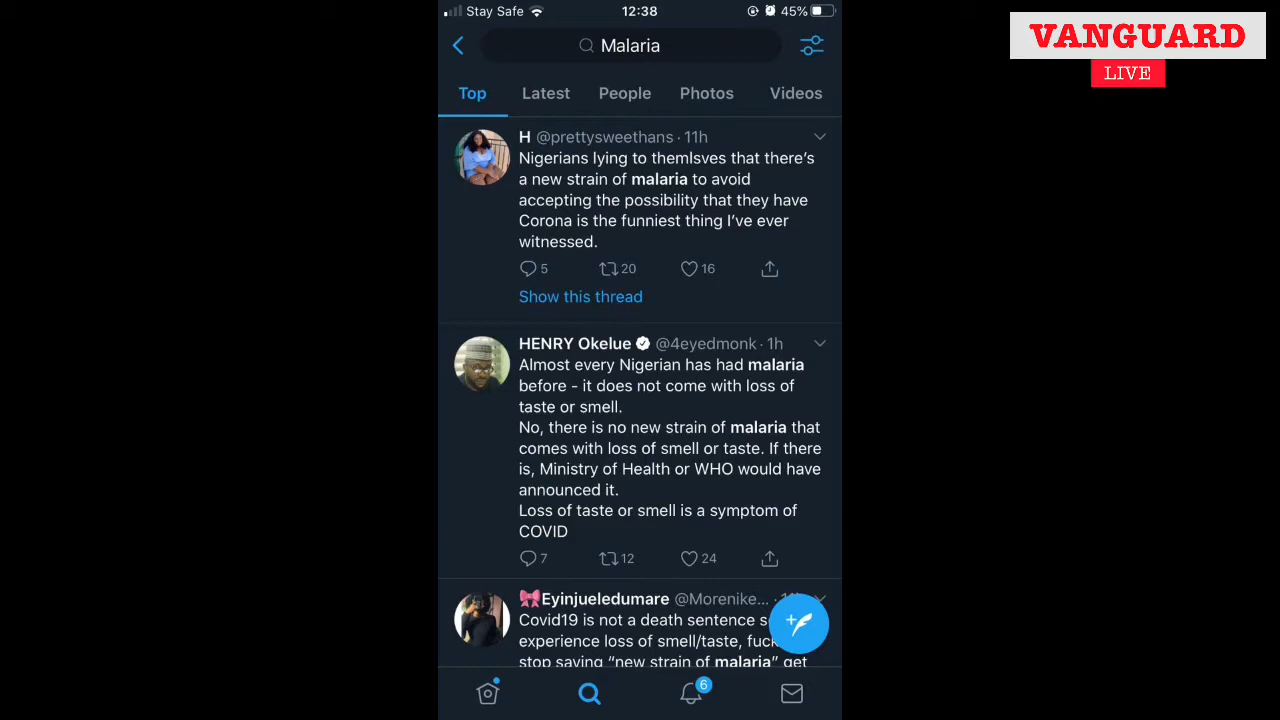 Stay Safe
12:38
45%
VANGUARD
LIVE
Malaria
Top Latest People Photos Videos
H @prettysweethans · 11h
Nigerians lying to themlsves that there's
a new strain of malaria to avoid
accepting the possibility that they have
Corona is the funniest thing I've ever
witnessed.
5 20 16
Show this thread
HENRY Okelue @4eyedmonk · 1h
Almost every Nigerian has had malaria
before - it does not come with loss of
taste or smell.
No, there is no new strain of malaria that
comes with loss of smell or taste. If there
is, Ministry of Health or WHO would have
announced it.
Loss of taste or smell is a symptom of
COVID
7 12 24
🎀Eyinjueledumare @Morenike... ·
Covid19 is not a death sentence
experience loss of smell/taste,
stop saying "new strain of malaria" get
6